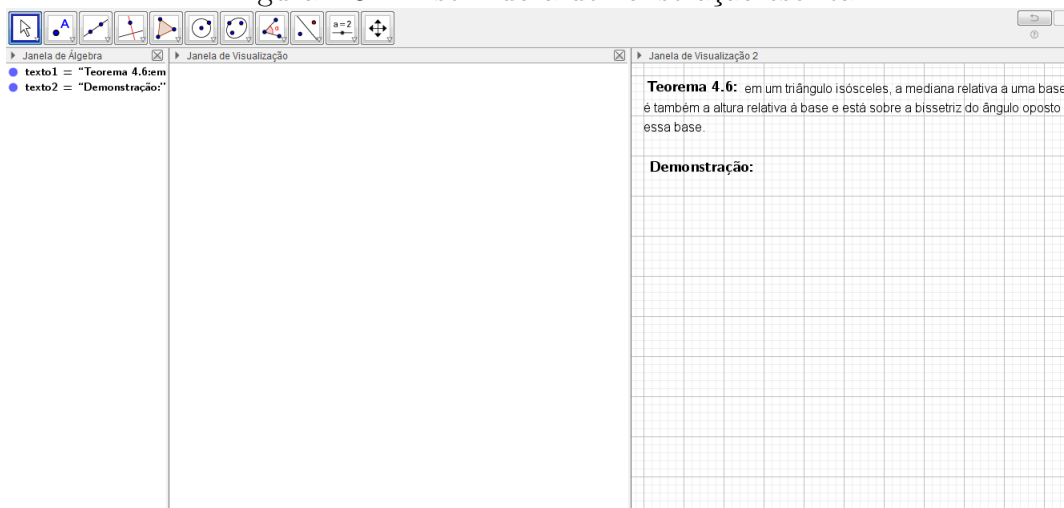 a=2
Janela de Álgebra
Janela de Visualização
Janela de Visualização 2
texto1 = "Teorema 4.6:em
texto2 = "Demonstração:"
Teorema 4.6: em um triângulo isósceles, a mediana relativa a uma base
é também a altura relativa à base e está sobre a bissetriz do ângulo oposto
essa base.
Demonstração: